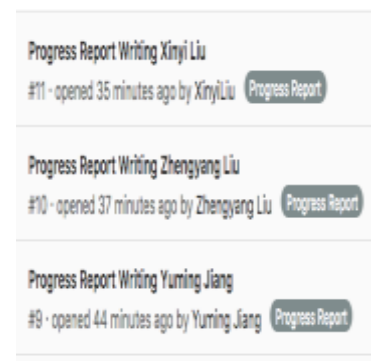 Progress Report Writing Xinyi Liu
#11 · opened 35 minutes ago by XinyiLiu Progress Report
Progress Report Writing Zhengyang Liu
#10 · opened 37 minutes ago by Zhengyang Liu Progress Report
Progress Report Writing Yuming Jiang
#9 · opened 44 minutes ago by Yuming Jiang Progress Report